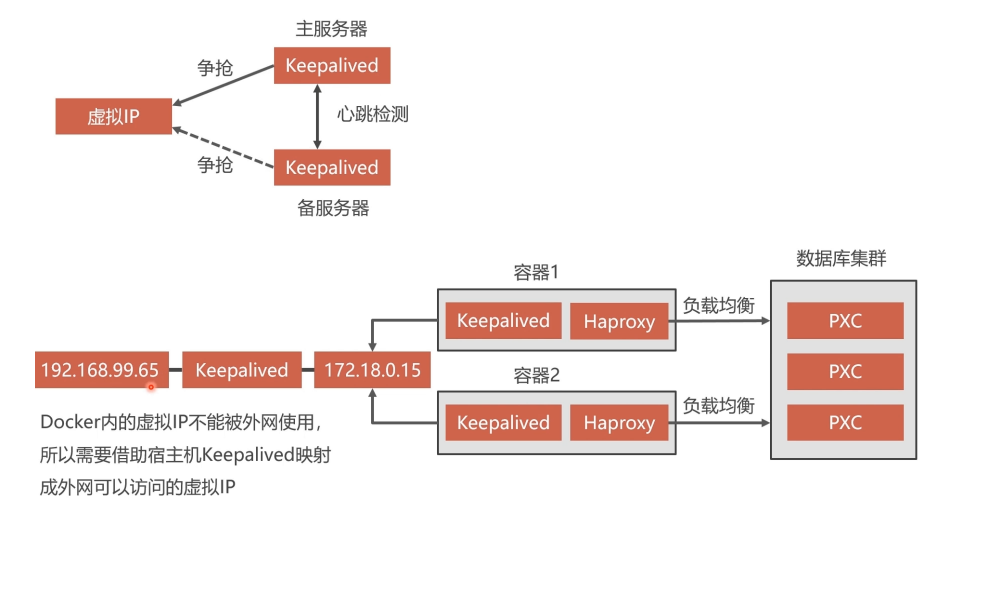 主服务器
Keepalived
争抢
虚拟IP
心跳检测
争抢
Keepalived
备服务器
数据库集群
容器1
Keepalived
Haproxy
负载均衡
PXC
192.168.99.65
Keepalived
172.18.0.15
容器2
PXC
Keepalived
Haproxy
负载均衡
PXC
Docker内的虚拟IP不能被外网使用，
所以需要借助宿主机Keepalived映射
成外网可以访问的虚拟IP